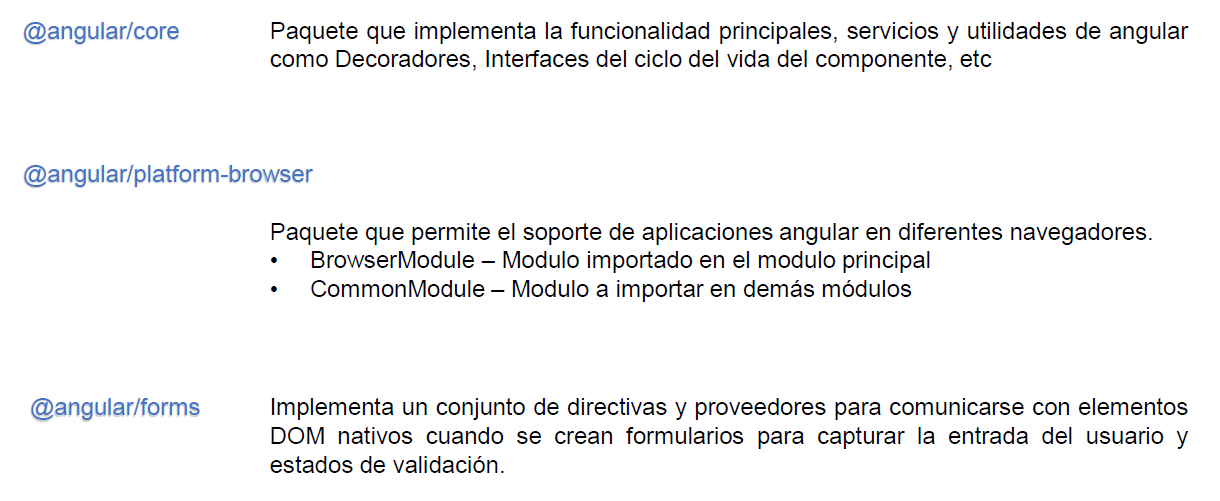 @angular/core
Paquete que implementa la funcionalidad principales, servicios y utilidades de angular
como Decoradores, Interfaces del ciclo del vida del componente, etc
@angular/platform-browser
Paquete que permite el soporte de aplicaciones angular en diferentes navegadores.
• BrowserModule – Modulo importado en el modulo principal
• CommonModule – Modulo a importar en demás módulos
@angular/forms
Implementa un conjunto de directivas y proveedores para comunicarse con elementos
DOM nativos cuando se crean formularios para capturar la entrada del usuario y
estados de validación.